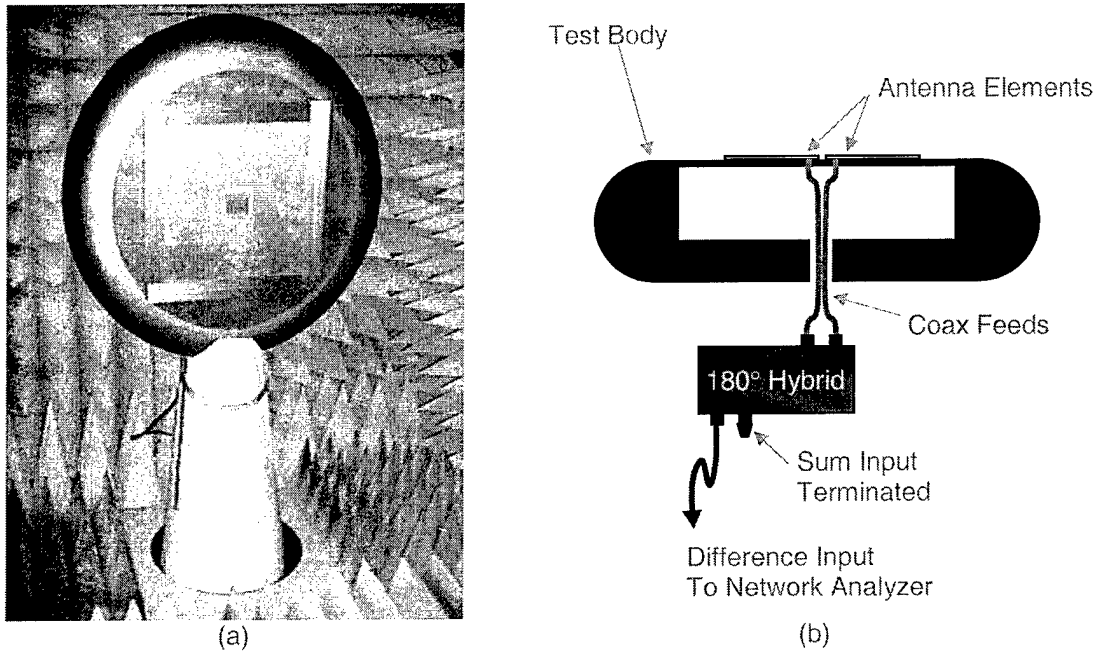 Test Body
Antenna Elements
Coax Feeds
180° Hybrid
Sum Input
Terminated
Difference Input
To Network Analyzer
(a)
(b)